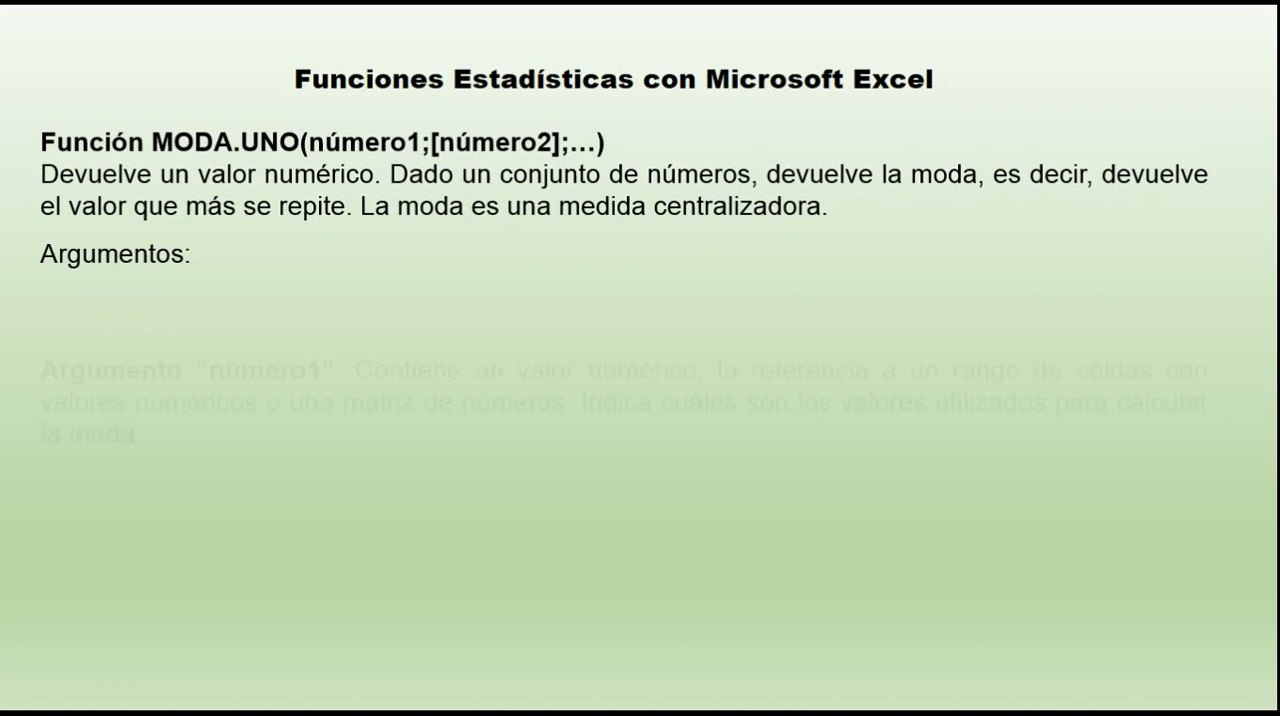 Funciones Estadísticas con Microsoft Excel
Función MODA.UNO(número1;[número2];…)
Devuelve un valor numérico. Dado un conjunto de números, devuelve la moda, es decir, devuelve
el valor que más se repite. La moda es una medida centralizadora.
Argumentos:
Argumento "número1" Contiene un valor numérico, la referencia a un rango de celdas con
valores numéricos o una matriz de números. Indica cuáles son los valores utilizados para calcular
la moda